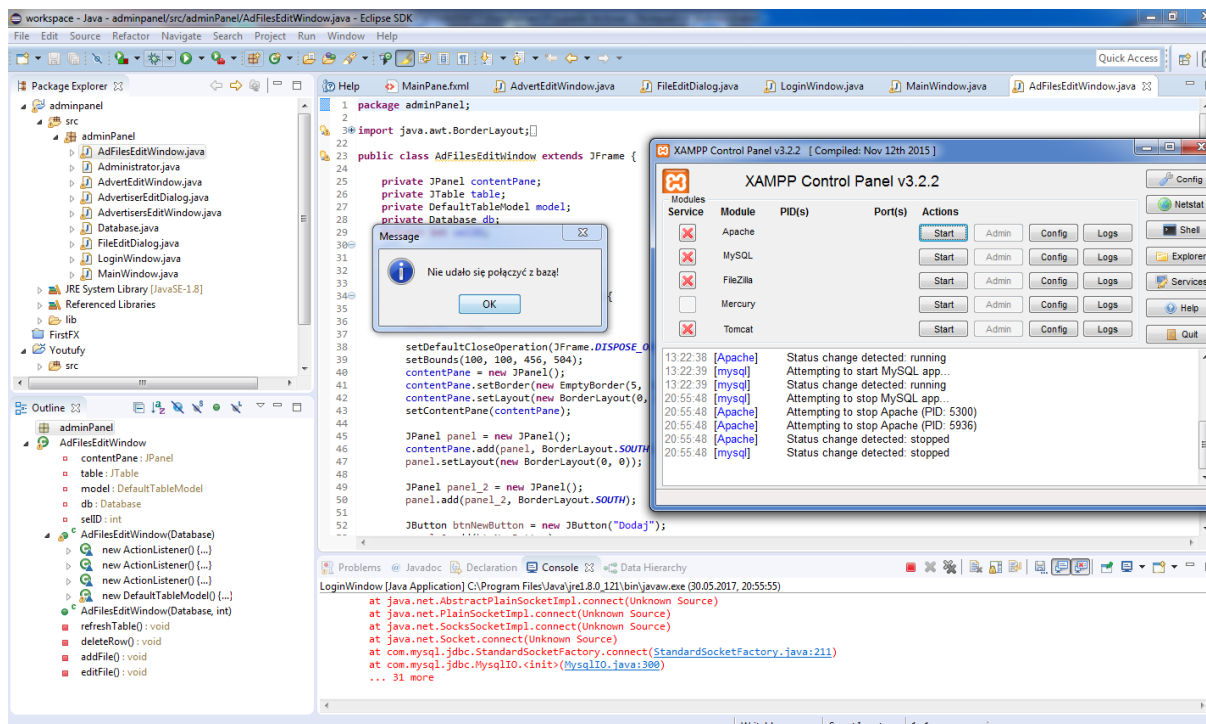 workspace - Java - adminpanel/src/adminPanel/AdFilesEditWindow.java - Eclipse SDK
File Edit Source Refactor Navigate Search Project Run Window Help
Quick Access
Package Explorer
adminpanel
src
adminPanel
AdFilesEditWindow.java
Administrator.java
AdvertEditWindow.java
AdvertiserEditDialog.java
AdvertisersEditWindow.java
Database.java
FileEditDialog.java
LoginWindow.java
MainWindow.java
JRE System Library [JavaSE-1.8]
Referenced Libraries
lib
FirstFX
Youtufy
src
Outline
adminPanel
AdFilesEditWindow
contentPane : JPanel
table : JTable
model : DefaultTableModel
db : Database
selID : int
AdFilesEditWindow(Database)
new ActionListener() {...}
new ActionListener() {...}
new ActionListener() {...}
new DefaultTableModel() {...}
AdFilesEditWindow(Database, int)
refreshTable() : void
deleteRow() : void
addFile() : void
editFile() : void
Help MainPane.fxml AdvertEditWindow.java FileEditDialog.java LoginWindow.java MainWindow.java AdFilesEditWindow.java
1 package adminPanel;
2
3 import java.awt.BorderLayout;
22
23 public class AdFilesEditWindow extends JFrame {
24
25 private JPanel contentPane;
26 private JTable table;
27 private DefaultTableModel model;
28 private Database db;
29
30
31
32
33
34 {
35
36
37
38 setDefaultCloseOperation(JFrame.DISPOSE_O
39 setBounds(100, 100, 456, 504);
40 contentPane = new JPanel();
41 contentPane.setBorder(new EmptyBorder(5,
42 contentPane.setLayout(new BorderLayout(0,
43 setContentPane(contentPane);
44
45 JPanel panel = new JPanel();
46 contentPane.add(panel, BorderLayout.SOUTH
47 panel.setLayout(new BorderLayout(0, 0));
48
49 JPanel panel_2 = new JPanel();
50 panel.add(panel_2, BorderLayout.SOUTH);
51
52 JButton btnNewButton = new JButton("Dodaj");
Message
Nie udało się połączyć z bazą!
OK
XAMPP Control Panel v3.2.2 [ Compiled: Nov 12th 2015 ]
XAMPP Control Panel v3.2.2
Modules
Service Module PID(s) Port(s) Actions
Apache Start Admin Config Logs
MySQL Start Admin Config Logs
FileZilla Start Admin Config Logs
Mercury Start Admin Config Logs
Tomcat Start Admin Config Logs
Config
Netstat
Shell
Explorer
Services
Help
Quit
13:22:38 [Apache] Status change detected: running
13:22:39 [mysql] Attempting to start MySQL app...
13:22:39 [mysql] Status change detected: running
20:55:48 [mysql] Attempting to stop MySQL app...
20:55:48 [Apache] Attempting to stop Apache (PID: 5300)
20:55:48 [Apache] Attempting to stop Apache (PID: 5936)
20:55:48 [Apache] Status change detected: stopped
20:55:48 [mysql] Status change detected: stopped
Problems Javadoc Declaration Console Data Hierarchy
LoginWindow [Java Application] C:\Program Files\Java\jre1.8.0_121\bin\javaw.exe (30.05.2017, 20:55:55)
at java.net.AbstractPlainSocketImpl.connect(Unknown Source)
at java.net.PlainSocketImpl.connect(Unknown Source)
at java.net.SocksSocketImpl.connect(Unknown Source)
at java.net.Socket.connect(Unknown Source)
at com.mysql.jdbc.StandardSocketFactory.connect(StandardSocketFactory.java:211)
at com.mysql.jdbc.MysqlIO.<init>(MysqlIO.java:300)
... 31 more